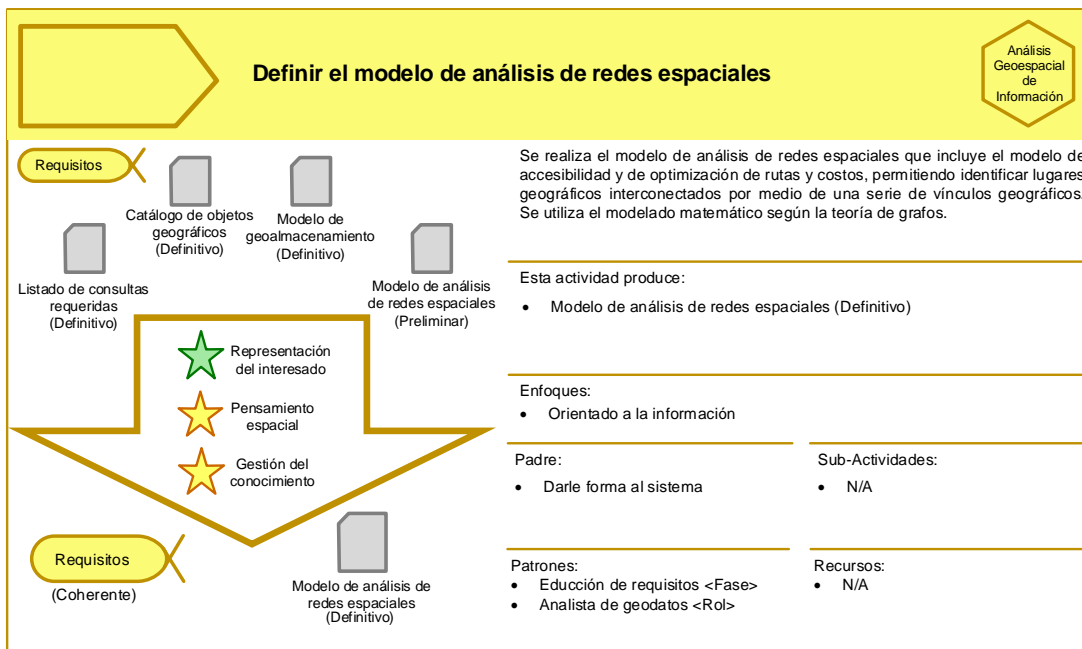 Definir el modelo de análisis de redes espaciales
Análisis
Geoespacial
de
Información
Requisitos
Catálogo de objetos
geográficos
(Definitivo)
Modelo de
geoalmacenamiento
(Definitivo)
Listado de consultas
requeridas
(Definitivo)
Modelo de análisis
de redes espaciales
(Preliminar)
Representación
del interesado
Pensamiento
espacial
Gestión del
conocimiento
Requisitos
(Coherente)
Modelo de análisis de
redes espaciales
(Definitivo)
Se realiza el modelo de análisis de redes espaciales que incluye el modelo de
accesibilidad y de optimización de rutas y costos, permitiendo identificar lugares
geográficos interconectados por medio de una serie de vínculos geográficos.
Se utiliza el modelado matemático según la teoría de grafos.
Esta actividad produce:
• Modelo de análisis de redes espaciales (Definitivo)
Enfoques:
• Orientado a la información
Padre:
• Darle forma al sistema
Sub-Actividades:
• N/A
Patrones:
• Educción de requisitos <Fase>
• Analista de geodatos <Rol>
Recursos:
• N/A